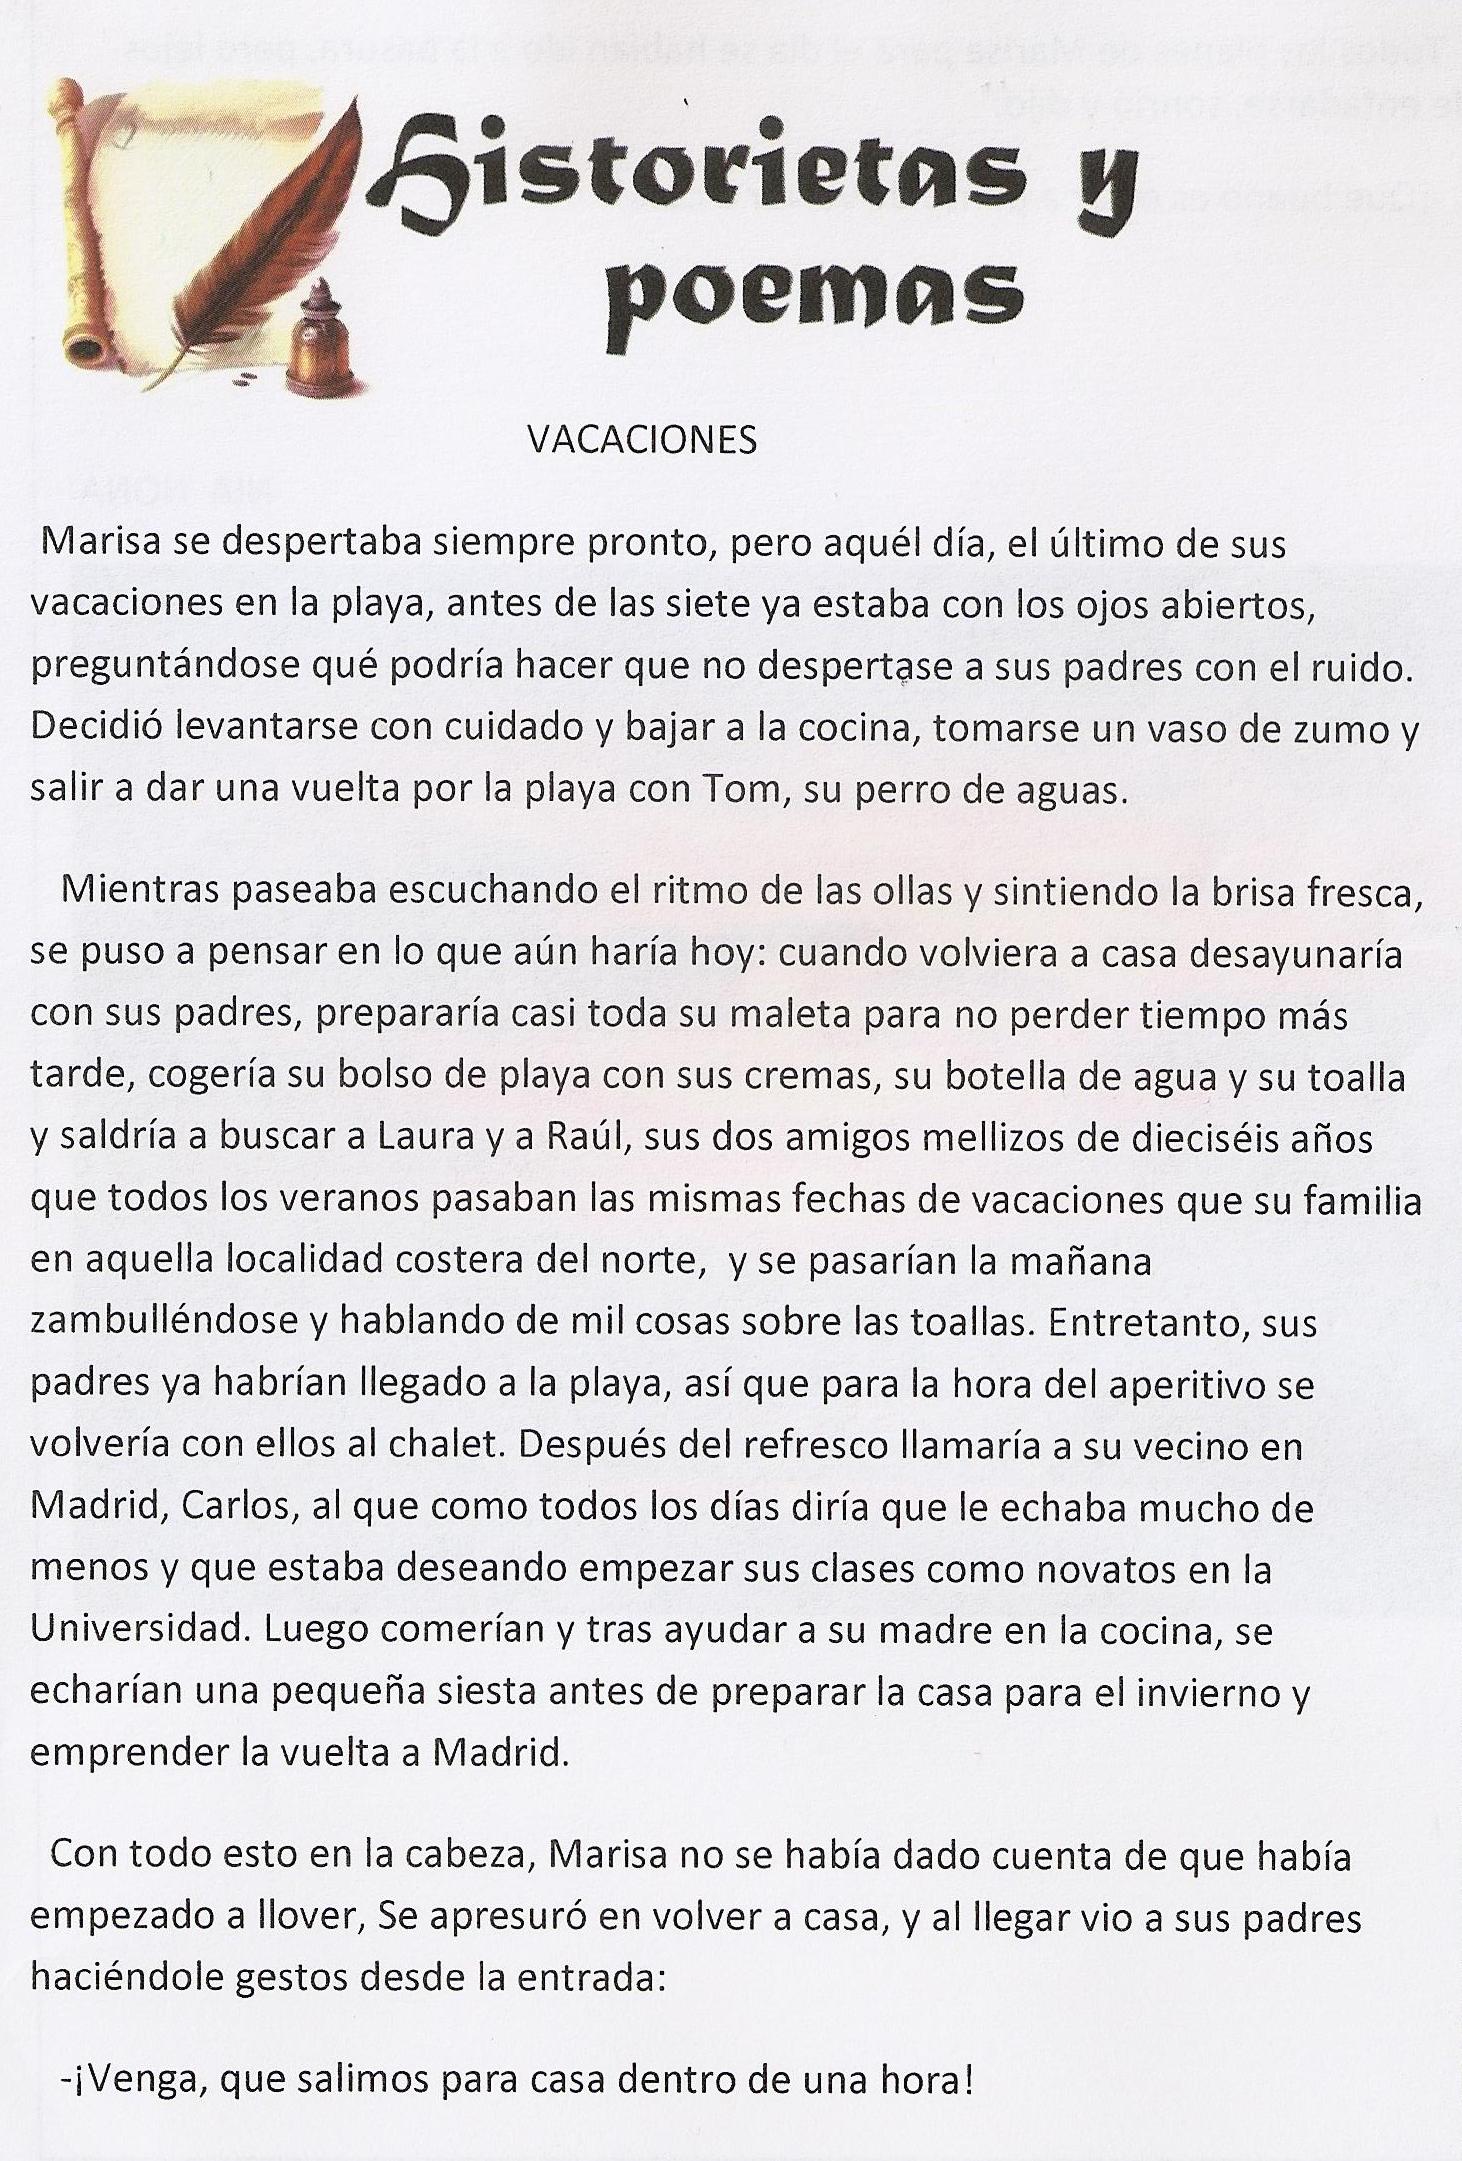 Historietas y
poemas
VACACIONES
Marisa se despertaba siempre pronto, pero aquél día, el último de sus
vacaciones en la playa, antes de las siete ya estaba con los ojos abiertos,
preguntándose qué podría hacer que no despertase a sus padres con el ruido.
Decidió levantarse con cuidado y bajar a la cocina, tomarse un vaso de zumo y
salir a dar una vuelta por la playa con Tom, su perro de aguas.
Mientras paseaba escuchando el ritmo de las ollas y sintiendo la brisa fresca,
se puso a pensar en lo que aún haría hoy: cuando volviera a casa desayunaría
con sus padres, prepararía casi toda su maleta para no perder tiempo más
tarde, cogería su bolso de playa con sus cremas, su botella de agua y su toalla
y saldría a buscar a Laura y a Raúl, sus dos amigos mellizos de dieciséis años
que todos los veranos pasaban las mismas fechas de vacaciones que su familia
en aquella localidad costera del norte, y se pasarían la mañana
zambulléndose y hablando de mil cosas sobre las toallas. Entretanto, sus
padres ya habrían llegado a la playa, así que para la hora del aperitivo se
volvería con ellos al chalet. Después del refresco llamaría a su vecino en
Madrid, Carlos, al que como todos los días diría que le echaba mucho de
menos y que estaba deseando empezar sus clases como novatos en la
Universidad. Luego comerían y tras ayudar a su madre en la cocina, se
echarían una pequeña siesta antes de preparar la casa para el invierno y
emprender la vuelta a Madrid.
Con todo esto en la cabeza, Marisa no se había dado cuenta de que había
empezado a llover, Se apresuró en volver a casa, y al llegar vio a sus padres
haciéndole gestos desde la entrada:
-¡Venga, que salimos para casa dentro de una hora!